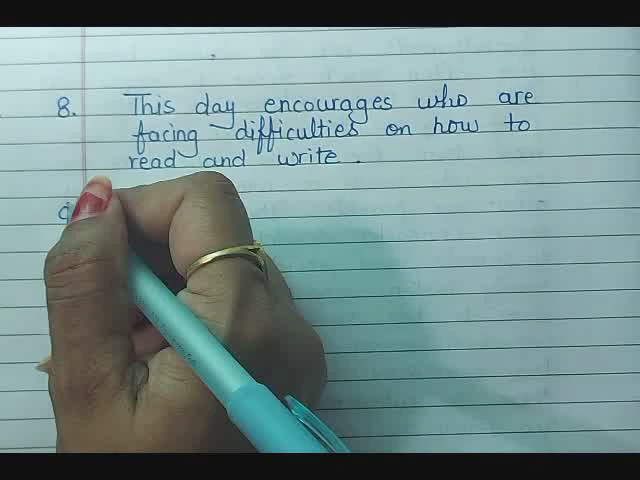 8. This day encourages who are
facing difficulties on how to
read and write.